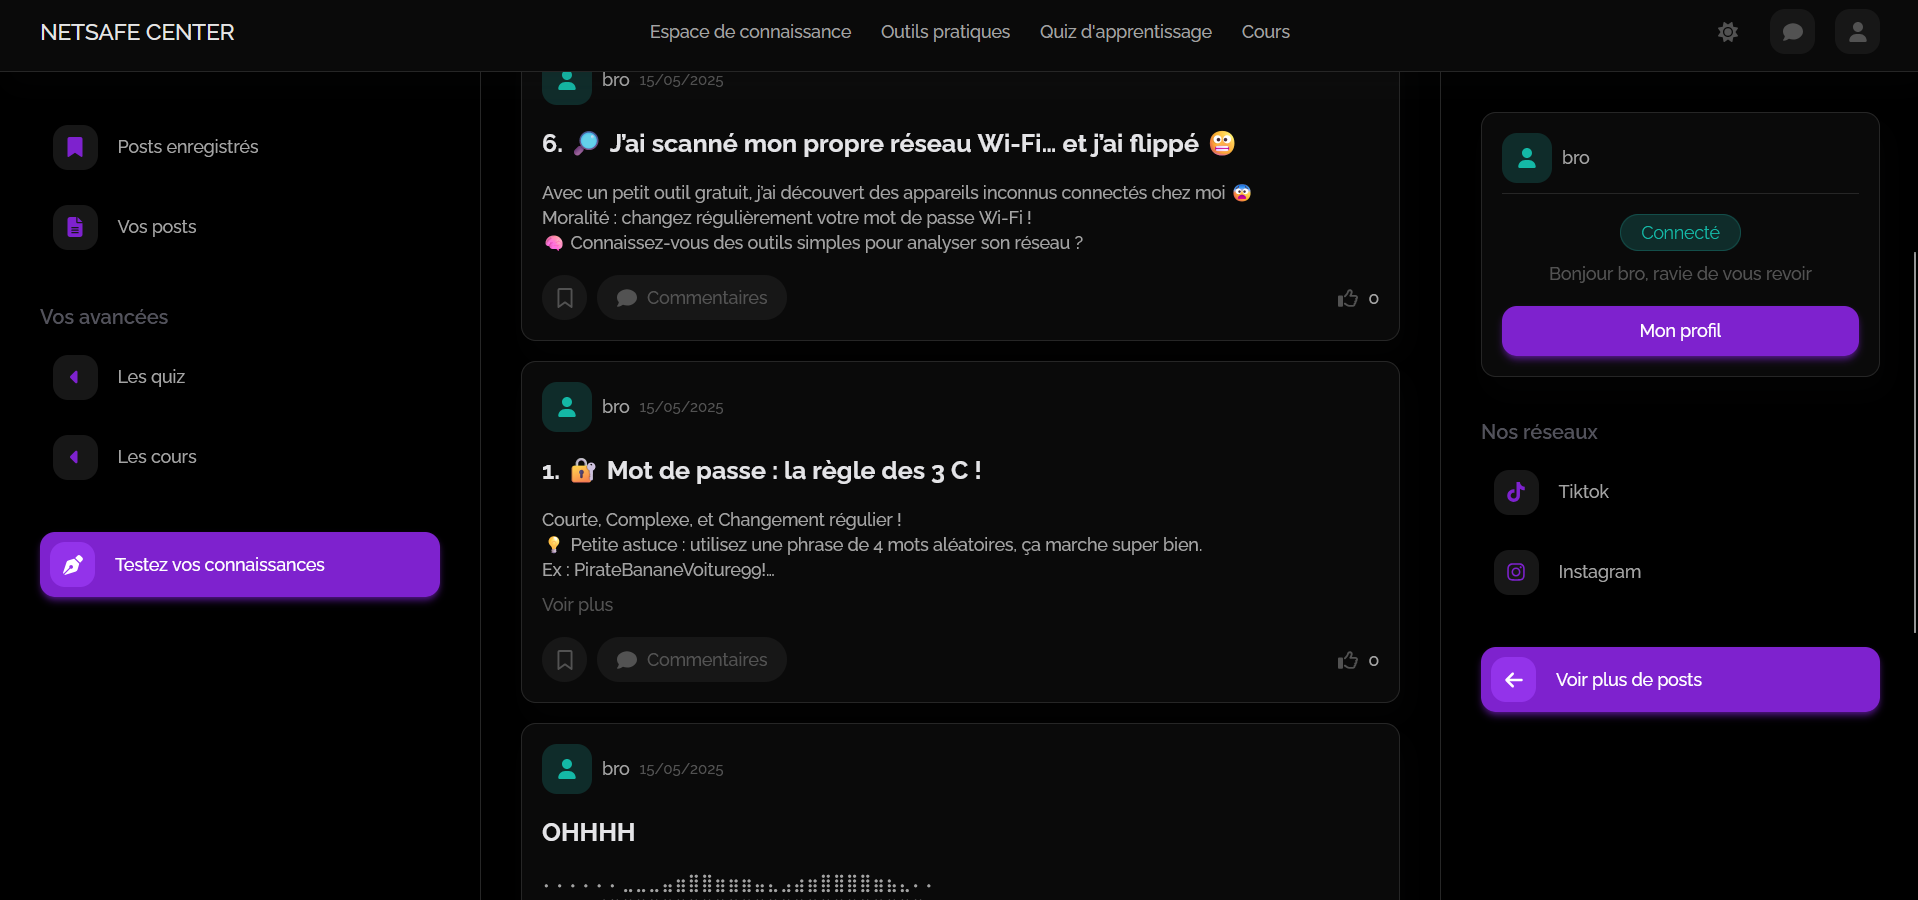 NETSAFE CENTER
Espace de connaissance
Outils pratiques
Quiz d'apprentissage
Cours
Posts enregistrés
Vos posts
Vos avancées
Les quiz
Les cours
Testez vos connaissances
bro 15/05/2025
6. 🔎 J’ai scanné mon propre réseau Wi-Fi… et j’ai flippé 😬
Avec un petit outil gratuit, j’ai découvert des appareils inconnus connectés chez moi 😨
Moralité : changez régulièrement votre mot de passe Wi-Fi !
🧠 Connaissez-vous des outils simples pour analyser son réseau ?
Commentaires
0
bro 15/05/2025
1. 🔐 Mot de passe : la règle des 3 C !
Courte, Complexe, et Changement régulier !
💡 Petite astuce : utilisez une phrase de 4 mots aléatoires, ça marche super bien.
Ex : PirateBananeVoiture99!...
Voir plus
Commentaires
0
bro 15/05/2025
OHHHH
bro
Connecté
Bonjour bro, ravie de vous revoir
Mon profil
Nos réseaux
Tiktok
Instagram
Voir plus de posts